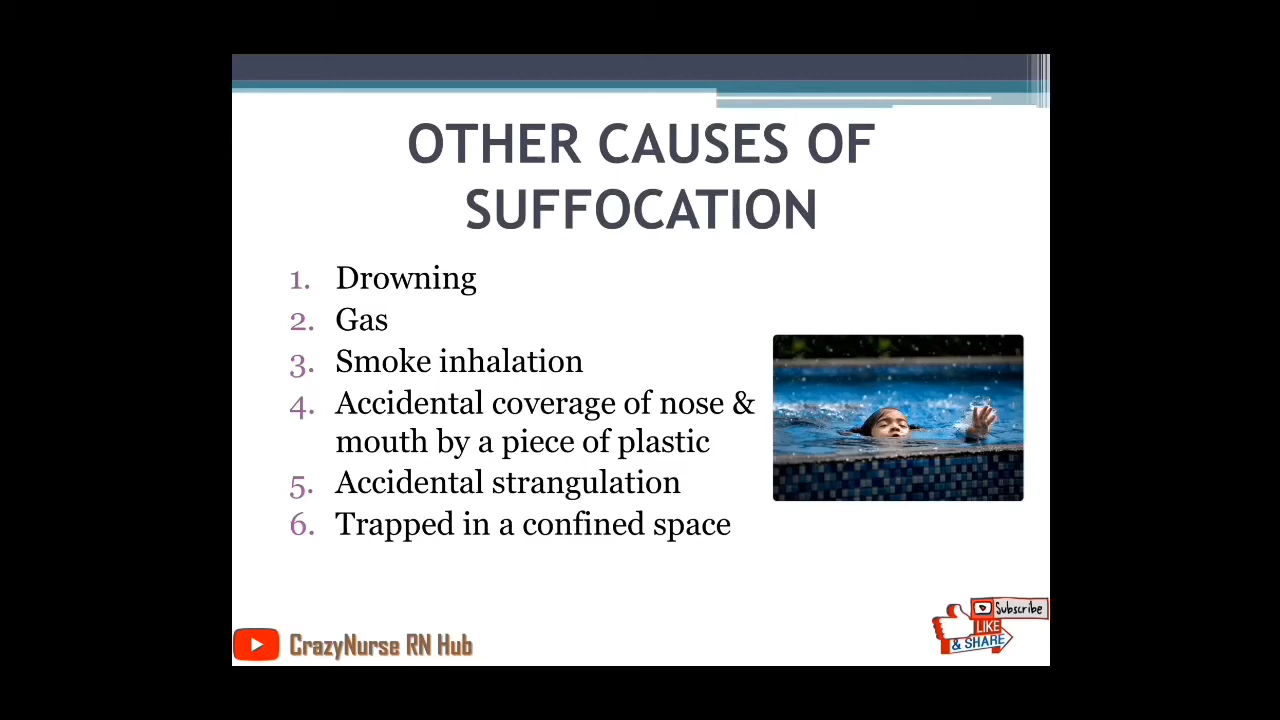 OTHER CAUSES OF
SUFFOCATION
1. Drowning
2. Gas
3. Smoke inhalation
4. Accidental coverage of nose &
mouth by a piece of plastic
5. Accidental strangulation
6. Trapped in a confined space
Subscribe
LIKE
& SHARE
CrazyNurse RN Hub